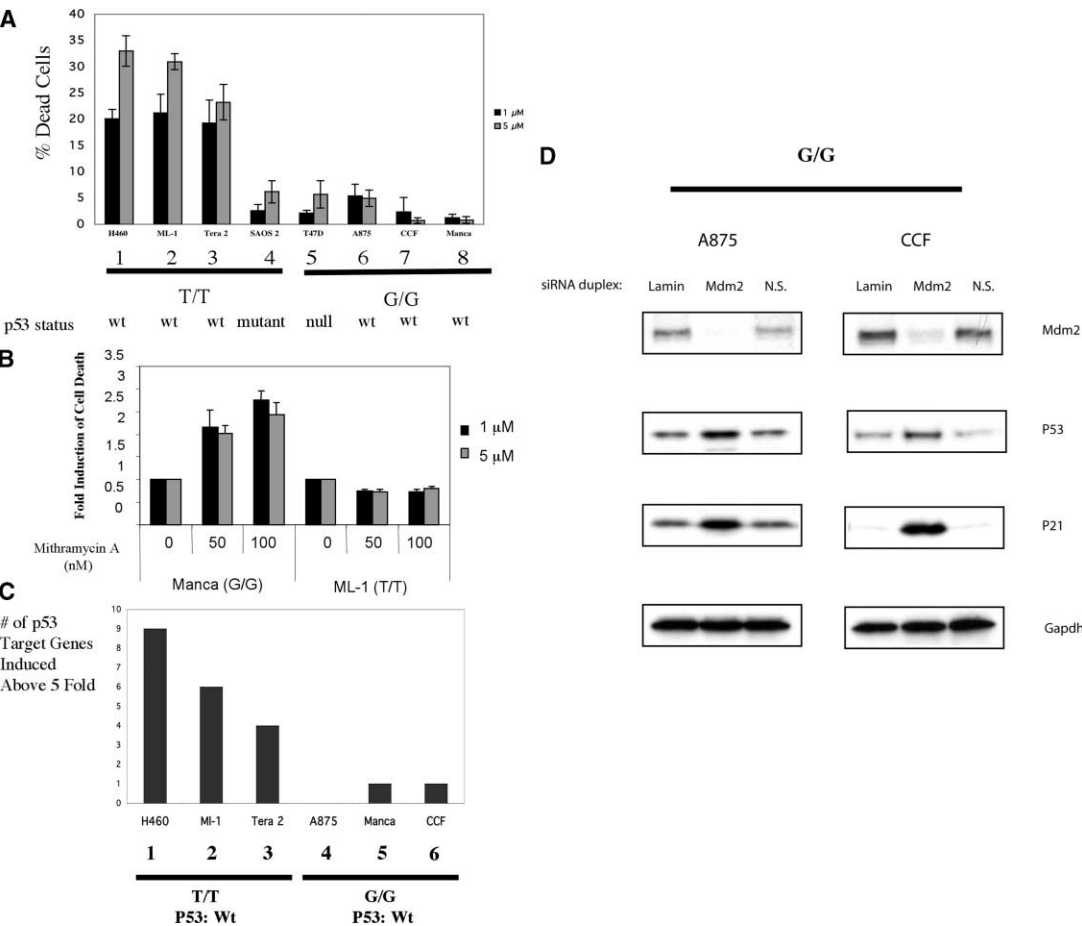 A
% Dead Cells
40
35
30
25
20
15
10
5
0
1 µM
5 µM
H460 ML-1 Tera 2 SAOS 2 T47D A875 CCF Manca
1 2 3 4 5 6 7 8
T/T G/G
p53 status wt wt wt mutant null wt wt wt
B
Fold Induction of Cell Death
3.5
3
2.5
2
1.5
1
0.5
0
1 µM
5 µM
Mithramycin A
(nM)
0 50 100 0 50 100
Manca (G/G) ML-1 (T/T)
C
# of p53
Target Genes
Induced
Above 5 Fold
10
9
8
7
6
5
4
3
2
1
0
H460 Ml-1 Tera 2 A875 Manca CCF
1 2 3 4 5 6
T/T G/G
P53: Wt P53: Wt
D
G/G
A875 CCF
siRNA duplex: Lamin Mdm2 N.S. Lamin Mdm2 N.S.
Mdm2
P53
P21
Gapdh